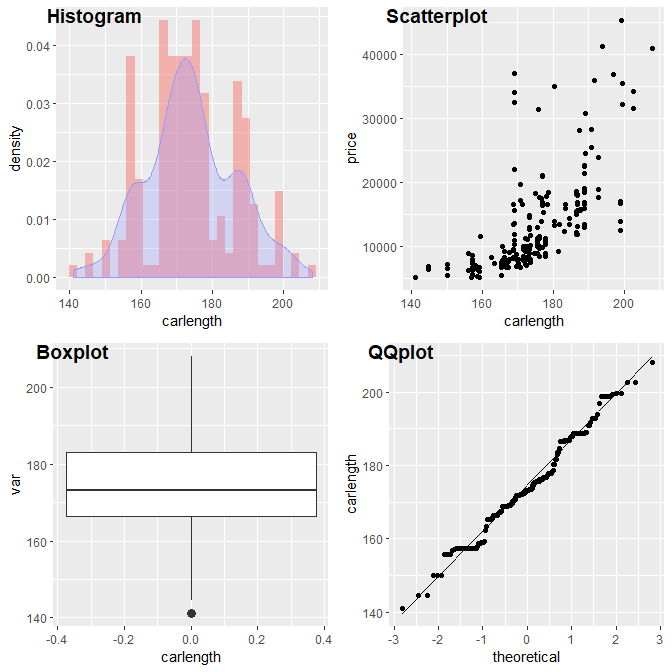 Histogram
density
0.04
0.03
0.02
0.01
0.00
140 160 180 200
carlength
Scatterplot
price
40000
30000
20000
10000
140 160 180 200
carlength
Boxplot
var
200
180
160
140
-0.4 -0.2 0.0 0.2 0.4
carlength
QQplot
carlength
200
180
160
140
-3 -2 -1 0 1 2 3
theoretical